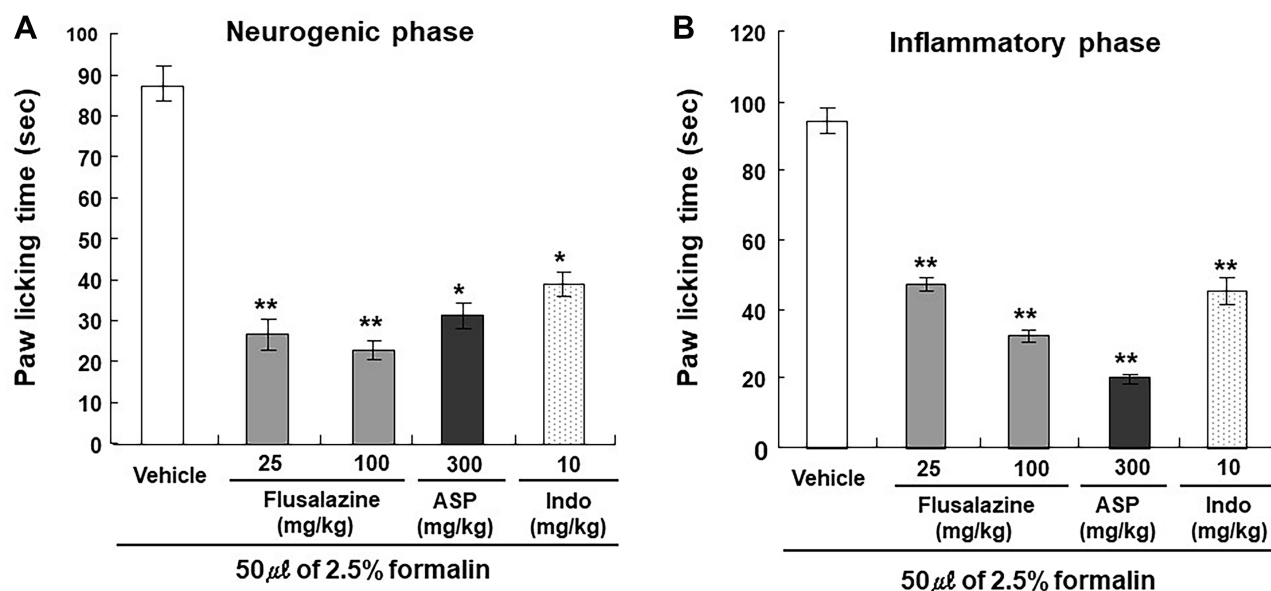 A
Neurogenic phase
Paw licking time (sec)
100
90
80
70
60
50
40
30
20
10
0
**
**
*
*
Vehicle
25
100
300
10
Flusalazine
(mg/kg)
ASP
(mg/kg)
Indo
(mg/kg)
50㎕ of 2.5% formalin
B
Inflammatory phase
Paw licking time (sec)
120
100
80
60
40
20
0
**
**
**
**
Vehicle
25
100
300
10
Flusalazine
(mg/kg)
ASP
(mg/kg)
Indo
(mg/kg)
50㎕ of 2.5% formalin